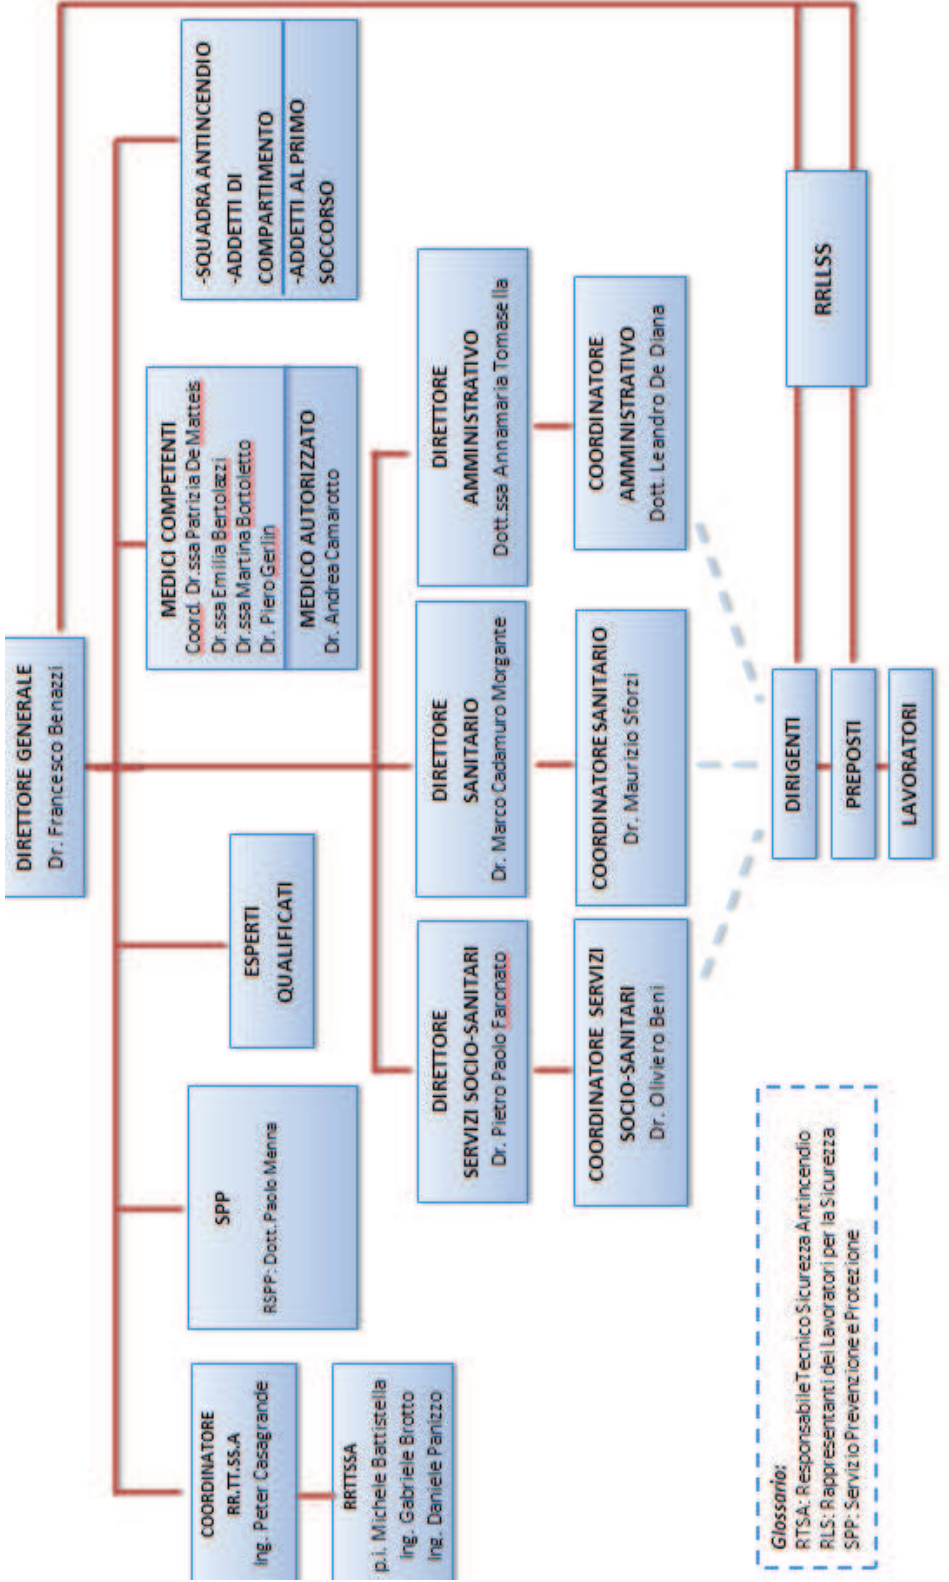 DIRETTORE GENERALE
Dr. Francesco Benazzi
COORDINATORE
RR.TT.SS.A
Ing. Peter Casagrande
RRTTSSA
p.i. Michele Battistella
Ing. Gabriele Brotto
Ing. Daniele Panizzo
SPP
RSPP: Dott. Paolo Menna
ESPERTI
QUALIFICATI
MEDICI COMPETENTI
Coord. Dr.ssa Patrizia De Matteis
Dr.ssa Emilia Bertolazzi
Dr.ssa Martina Bortoletto
Dr. Piero Gerlin
MEDICO AUTORIZZATO
Dr. Andrea Camarotto
-SQUADRA ANTINCENDIO
-ADDETTI DI
COMPARTIMENTO
-ADDETTI AL PRIMO
SOCCORSO
DIRETTORE
SERVIZI SOCIO-SANITARI
Dr. Pietro Paolo Faronato
DIRETTORE
SANITARIO
Dr. Marco Cadamuro Morgante
DIRETTORE
AMMINISTRATIVO
Dott.ssa Annamaria Tomasella
COORDINATORE SERVIZI
SOCIO-SANITARI
Dr. Oliviero Beni
COORDINATORE SANITARIO
Dr. Maurizio Sforzi
COORDINATORE
AMMINISTRATIVO
Dott. Leandro De Diana
DIRIGENTI
PREPOSTI
LAVORATORI
RRLLSS
Glossario:
RTSA: Responsabile Tecnico Sicurezza Antincendio
RLS: Rappresentanti dei Lavoratori per la Sicurezza
SPP: Servizio Prevenzione e Protezione